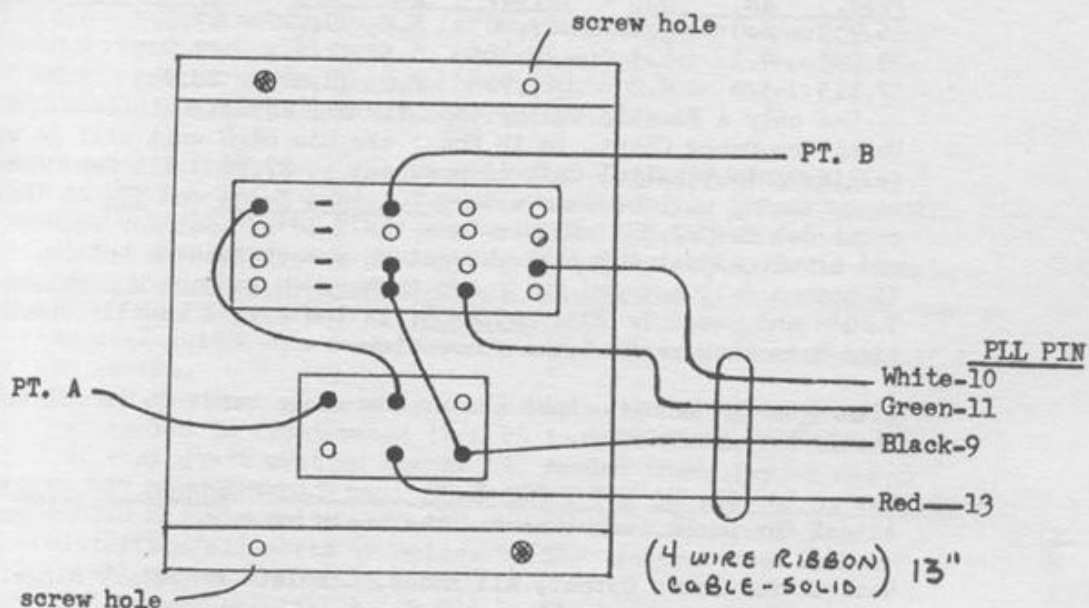 screw hole
PT. B
PLL PIN
PT. A
White-10
Green-11
Black-9
Red—13
(4 WIRE RIBBON
CABLE-SOLID) 13"
screw hole